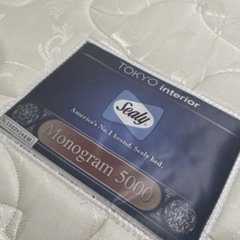 TOKYO interior
Sealy
America's No.1 brand, Sealy bed.
Monogram 5000